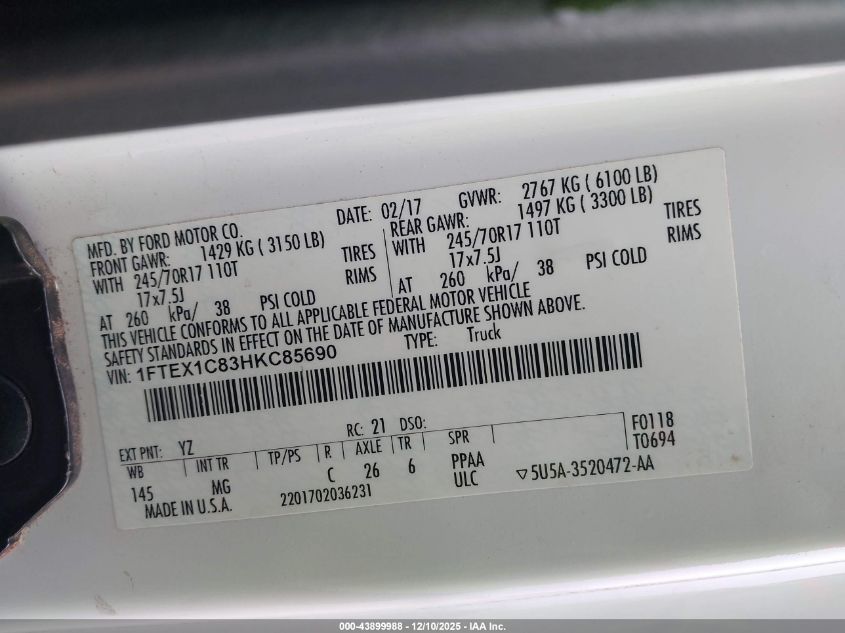 MFD. BY FORD MOTOR CO. DATE: 02/17 GVWR: 2767 KG ( 6100 LB)
FRONT GAWR: 1429 KG ( 3150 LB) REAR GAWR: 1497 KG ( 3300 LB)
WITH 245/70R17 110T TIRES WITH 245/70R17 110T TIRES
17x7.5J RIMS 17x7.5J RIMS
AT 260 kPa/ 38 PSI COLD AT 260 kPa/ 38 PSI COLD
THIS VEHICLE CONFORMS TO ALL APPLICABLE FEDERAL MOTOR VEHICLE
SAFETY STANDARDS IN EFFECT ON THE DATE OF MANUFACTURE SHOWN ABOVE.
VIN: 1FTEX1C83HKC85690 TYPE: Truck
EXT PNT: YZ RC: 21 DSO:
WB INT TR TP/PS R AXLE TR SPR F0118
145 MG C 26 6 PPAA T0694
ULC ▽5U5A-3520472-AA
MADE IN U.S.A. 2201702036231
000-43899988 - 12/10/2025 - IAA Inc.